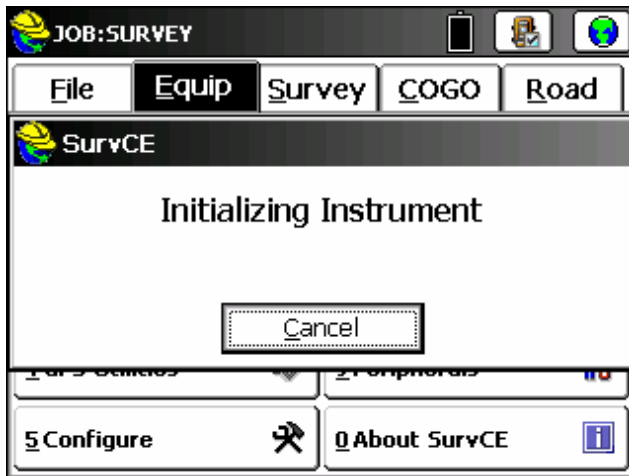 JOB:SURVEY
File Equip Survey COGO Road
SurvCE
Initializing Instrument
Cancel
5 Configure 0 About SurvCE